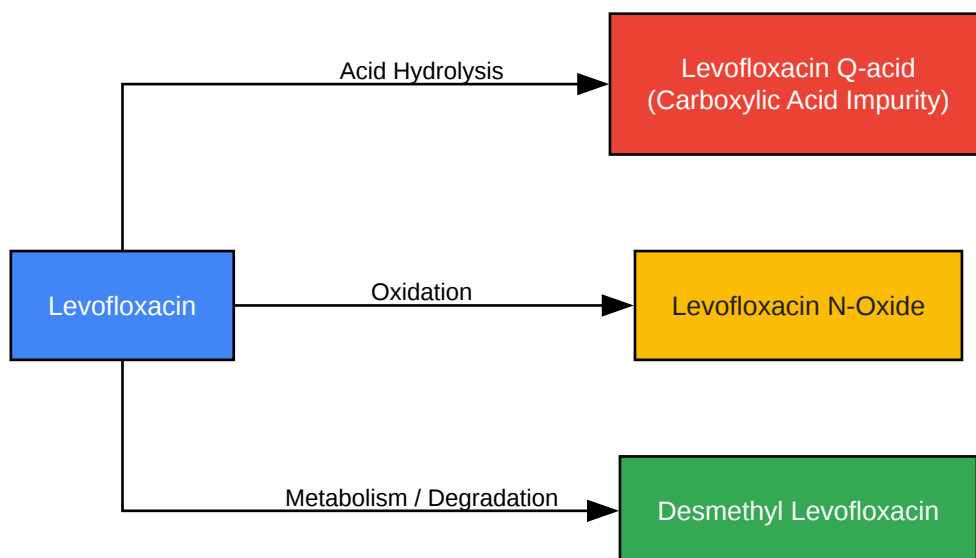 Acid Hydrolysis
Levofloxacin Q-acid
(Carboxylic Acid Impurity)
Levofloxacin
Oxidation
Levofloxacin N-Oxide
Metabolism / Degradation
Desmethyl Levofloxacin